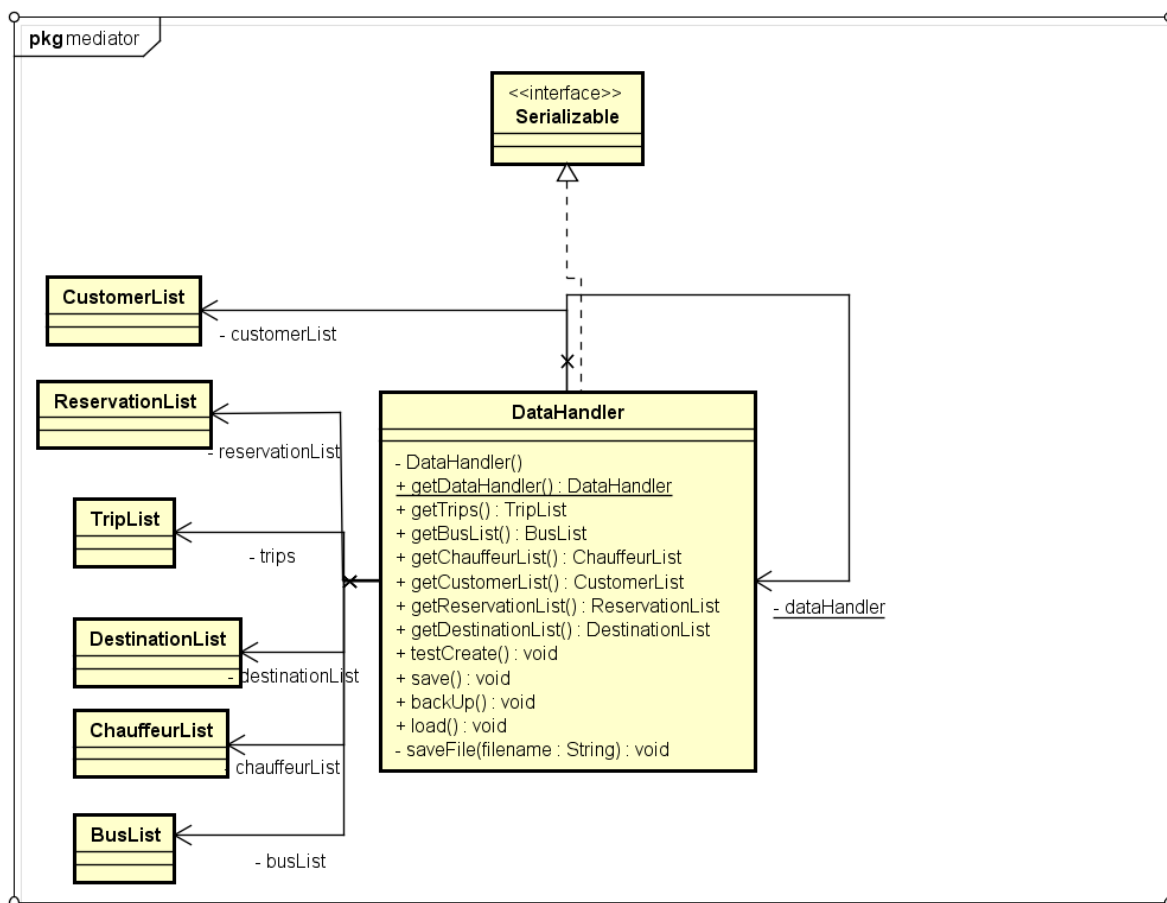 pkg mediator
<<interface>>
Serializable
CustomerList
- customerList
ReservationList
- reservationList
TripList
- trips
DestinationList
- destinationList
ChauffeurList
- chauffeurList
BusList
- busList
DataHandler
- DataHandler()
+ getDataHandler() : DataHandler
+ getTrips() : TripList
+ getBusList() : BusList
+ getChauffeurList() : ChauffeurList
+ getCustomerList() : CustomerList
+ getReservationList() : ReservationList
+ getDestinationList() : DestinationList
+ testCreate() : void
+ save() : void
+ backUp() : void
+ load() : void
- saveFile(filename : String) : void
- dataHandler